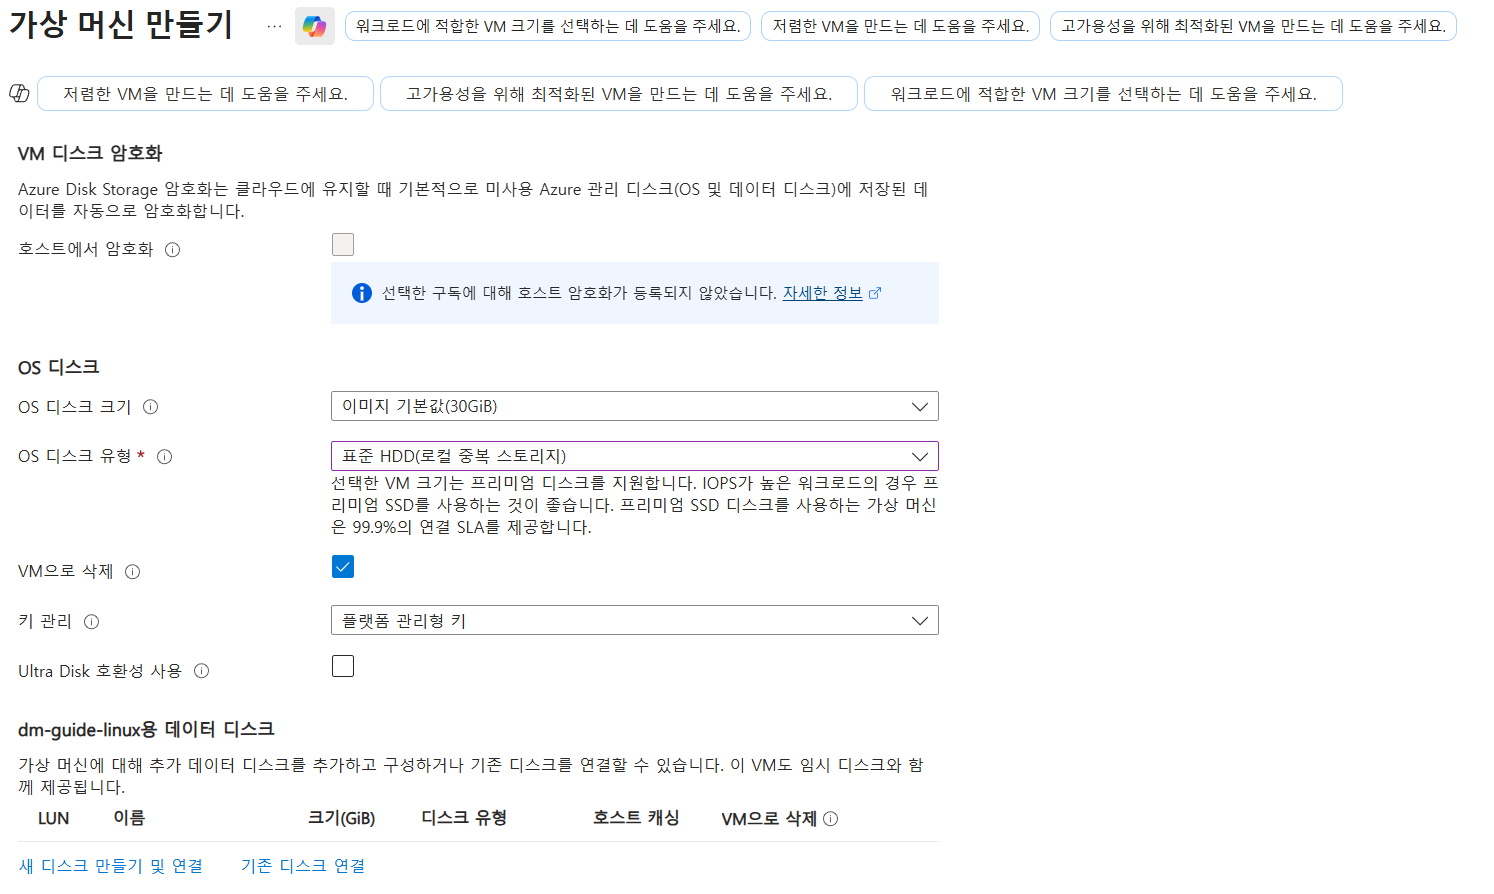 가상 머신 만들기
...
워크로드에 적합한 VM 크기를 선택하는 데 도움을 주세요.
저렴한 VM을 만드는 데 도움을 주세요.
고가용성을 위해 최적화된 VM을 만드는 데 도움을 주세요.
저렴한 VM을 만드는 데 도움을 주세요.
고가용성을 위해 최적화된 VM을 만드는 데 도움을 주세요.
워크로드에 적합한 VM 크기를 선택하는 데 도움을 주세요.
VM 디스크 암호화
Azure Disk Storage 암호화는 클라우드에 유지할 때 기본적으로 미사용 Azure 관리 디스크(OS 및 데이터 디스크)에 저장된 데
이터를 자동으로 암호화합니다.
호스트에서 암호화
선택한 구독에 대해 호스트 암호화가 등록되지 않았습니다. 자세한 정보
OS 디스크
OS 디스크 크기
이미지 기본값(30GiB)
OS 디스크 유형 *
표준 HDD(로컬 중복 스토리지)
선택한 VM 크기는 프리미엄 디스크를 지원합니다. IOPS가 높은 워크로드의 경우 프
리미엄 SSD를 사용하는 것이 좋습니다. 프리미엄 SSD 디스크를 사용하는 가상 머신
은 99.9%의 연결 SLA를 제공합니다.
VM으로 삭제
키 관리
플랫폼 관리형 키
Ultra Disk 호환성 사용
dm-guide-linux용 데이터 디스크
가상 머신에 대해 추가 데이터 디스크를 추가하고 구성하거나 기존 디스크를 연결할 수 있습니다. 이 VM도 임시 디스크와 함
께 제공됩니다.
LUN 이름 크기(GiB) 디스크 유형 호스트 캐싱 VM으로 삭제
새 디스크 만들기 및 연결 기존 디스크 연결